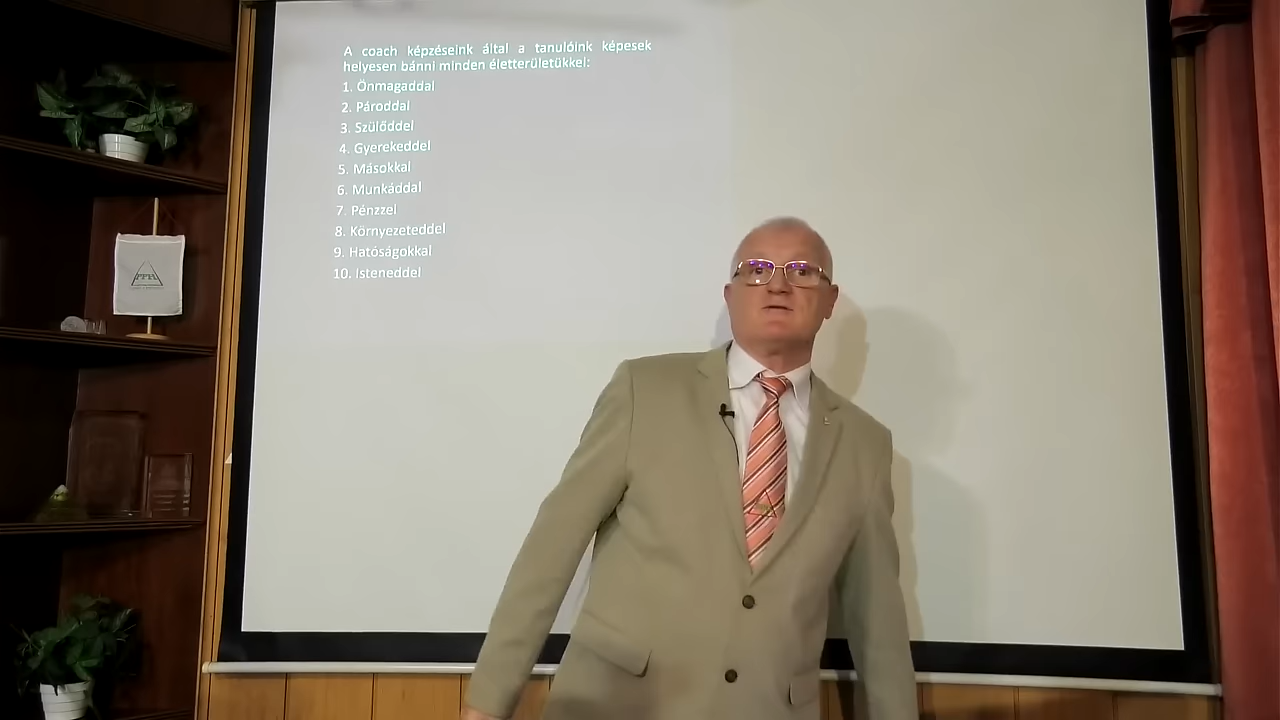 A coach képzéseink által a tanulóink képesek
helyesen bánni minden életterületükkel:
1. Önmagaddal
2. Pároddal
3. Szülőddel
4. Gyerekeddel
5. Másokkal
6. Munkáddal
7. Pénzzel
8. Környezeteddel
9. Hatóságokkal
10. Isteneddel